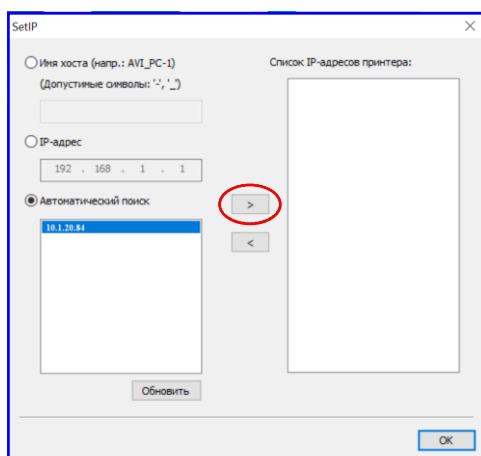 SetIP
Имя хоста (напр.: AVI_PC-1)
(Допустимые символы: '-', '_')
IP-адрес
192 . 168 . 1 . 1
Автоматический поиск
10.1.20.84
Обновить
>
<
Список IP-адресов принтера:
OK